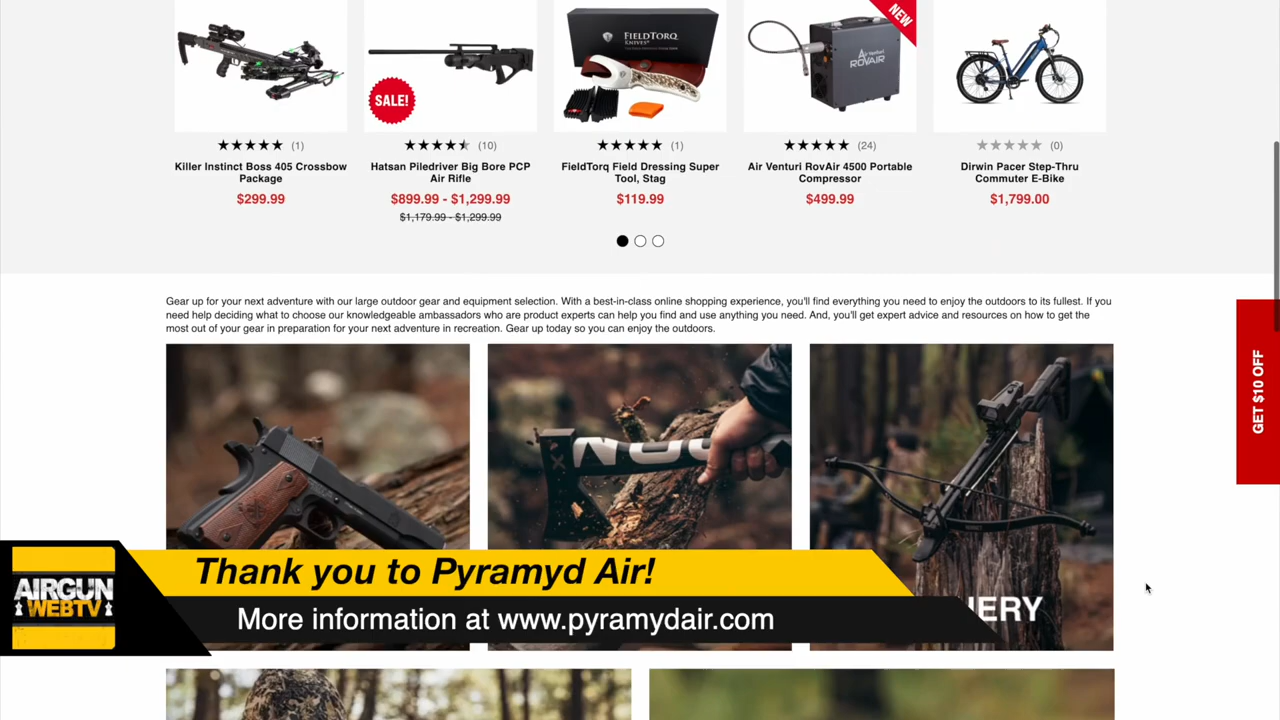 FIELDTORQ
KNIVES
NEW
Air Venturi
ROVAIR
SALE!
★★★★★ (1)
(10)
★★★★★ (1)
★★★★★ (24)
★★★★★ (0)
Killer Instinct Boss 405 Crossbow
Package
$299.99
Hatsan Piledriver Big Bore PCP
Air Rifle
$899.99 - $1,299.99
$1,179.99 - $1,299.99
FieldTorq Field Dressing Super
Tool, Stag
$119.99
Air Venturi RovAir 4500 Portable
Compressor
$499.99
Dirwin Pacer Step-Thru
Commuter E-Bike
$1,799.00
Gear up for your next adventure with our large outdoor gear and equipment selection. With a best-in-class online shopping experience, you'll find everything you need to enjoy the outdoors to its fullest. If you
need help deciding what to choose our knowledgeable ambassadors who are product experts can help you find and use anything you need. And, you'll get expert advice and resources on how to get the
most out of your gear in preparation for your next adventure in recreation. Gear up today so you can enjoy the outdoors.
GET $10 OFF
Thank you to Pyramyd Air!
AIRGUN
WEBTV
More information at www.pyramydair.com